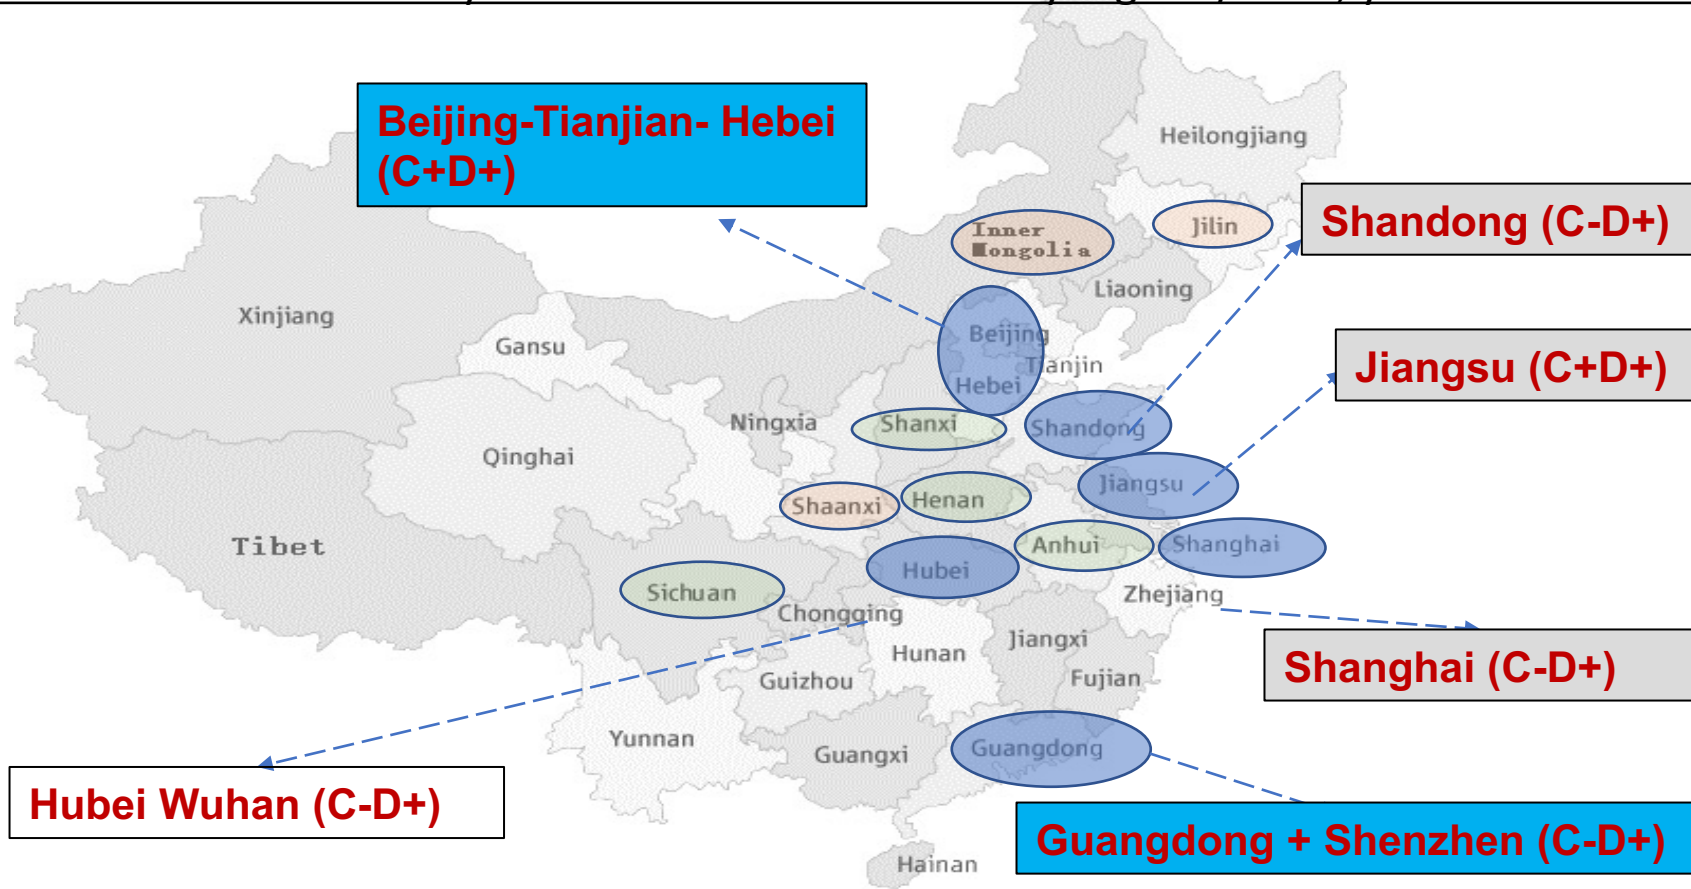 Beijing-Tianjian- Hebei
(C+D+)
Heilongjiang
Shandong (C-D+)
Jilin
Inner
Mongolia
Liaoning
Xinjiang
Gansu
Beijing
Tianjin
Hebei
Jiangsu (C+D+)
Ningxia
Shanxi
Shandong
Qinghai
Jiangsu
Shaanxi
Henan
Tibet
Anhui
Shanghai
Hubei
Sichuan
Chongqing
Zhejiang
Hunan
Jiangxi
Shanghai (C-D+)
Guizhou
Fujian
Yunnan
Guangxi
Guangdong
Hubei Wuhan (C-D+)
Guangdong + Shenzhen (C-D+)
Hainan